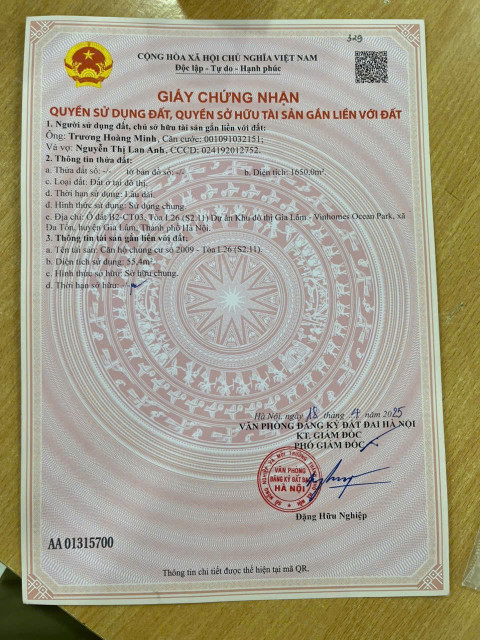 329
CỘNG HÒA XÃ HỘI CHỦ NGHĨA VIỆT NAM
Độc lập - Tự do - Hạnh phúc
GIẤY CHỨNG NHẬN
QUYỀN SỬ DỤNG ĐẤT, QUYỀN SỞ HỮU TÀI SẢN GẮN LIỀN VỚI ĐẤT
1. Người sử dụng đất, chủ sở hữu tài sản gắn liền với đất:
Ông: Trương Hoàng Minh, Căn cước: 001091032151;
Và vợ: Nguyễn Thị Lan Anh, CCCD: 024192012752.
2. Thông tin thửa đất:
a. Thửa đất số: -/- tờ bản đồ số: -/- b. Diện tích: 1650,0m².
c. Loại đất: Đất ở tại đô thị.
d. Thời hạn sử dụng: Lâu dài.
đ. Hình thức sử dụng: Sử dụng chung.
e. Địa chỉ: Ô đất B2-CT03, Tòa L26 (S2.11) Dự án Khu đô thị Gia Lâm - Vinhomes Ocean Park, xã
Đa Tốn, huyện Gia Lâm, Thành phố Hà Nội.
3. Thông tin tài sản gắn liền với đất:
a. Tên tài sản: Căn hộ chung cư số 2009 - Tòa L26 (S2.11).
b. Diện tích sử dụng: 55,4m².
c. Hình thức sở hữu: Sở hữu chung.
d. Thời hạn sở hữu: -/-
Hà Nội, ngày 18 tháng 4 năm 2025
VĂN PHÒNG ĐĂNG KÝ ĐẤT ĐAI HÀ NỘI
KT. GIÁM ĐỐC
PHÓ GIÁM ĐỐC
VĂN PHÒNG
ĐĂNG KÝ ĐẤT ĐAI
HÀ NỘI
Đặng Hữu Nghiệp
AA 01315700
Thông tin chi tiết được thể hiện tại mã QR.